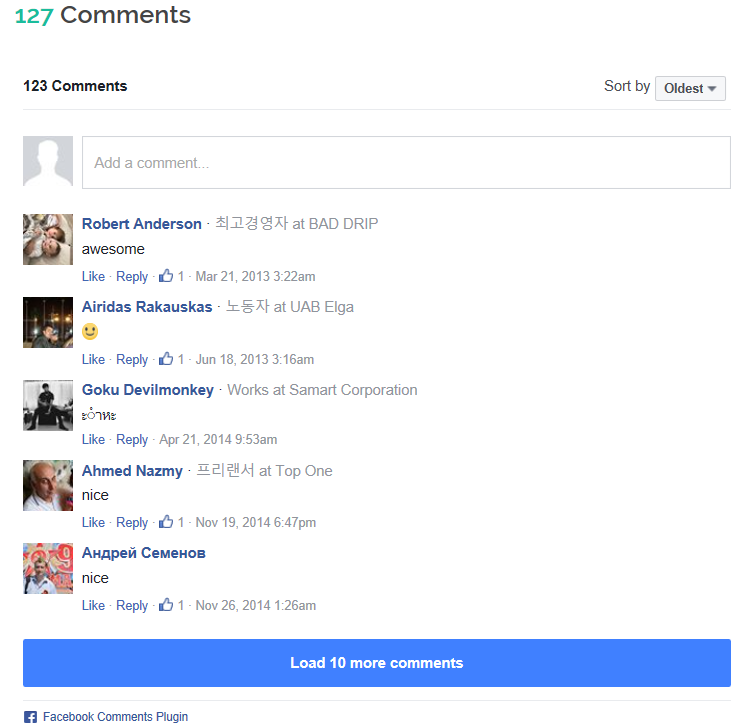 127 Comments
123 Comments
Sort by Oldest
Add a comment...
Robert Anderson · 최고경영자 at BAD DRIP
awesome
Like · Reply · 1 · Mar 21, 2013 3:22am
Airidas Rakauskas · 노동자 at UAB Elga
Like · Reply · 1 · Jun 18, 2013 3:16am
Goku Devilmonkey · Works at Samart Corporation
ะำหะ
Like · Reply · Apr 21, 2014 9:53am
Ahmed Nazmy · 프리랜서 at Top One
nice
Like · Reply · 1 · Nov 19, 2014 6:47pm
Андрей Семенов
nice
Like · Reply · 1 · Nov 26, 2014 1:26am
Load 10 more comments
Facebook Comments Plugin